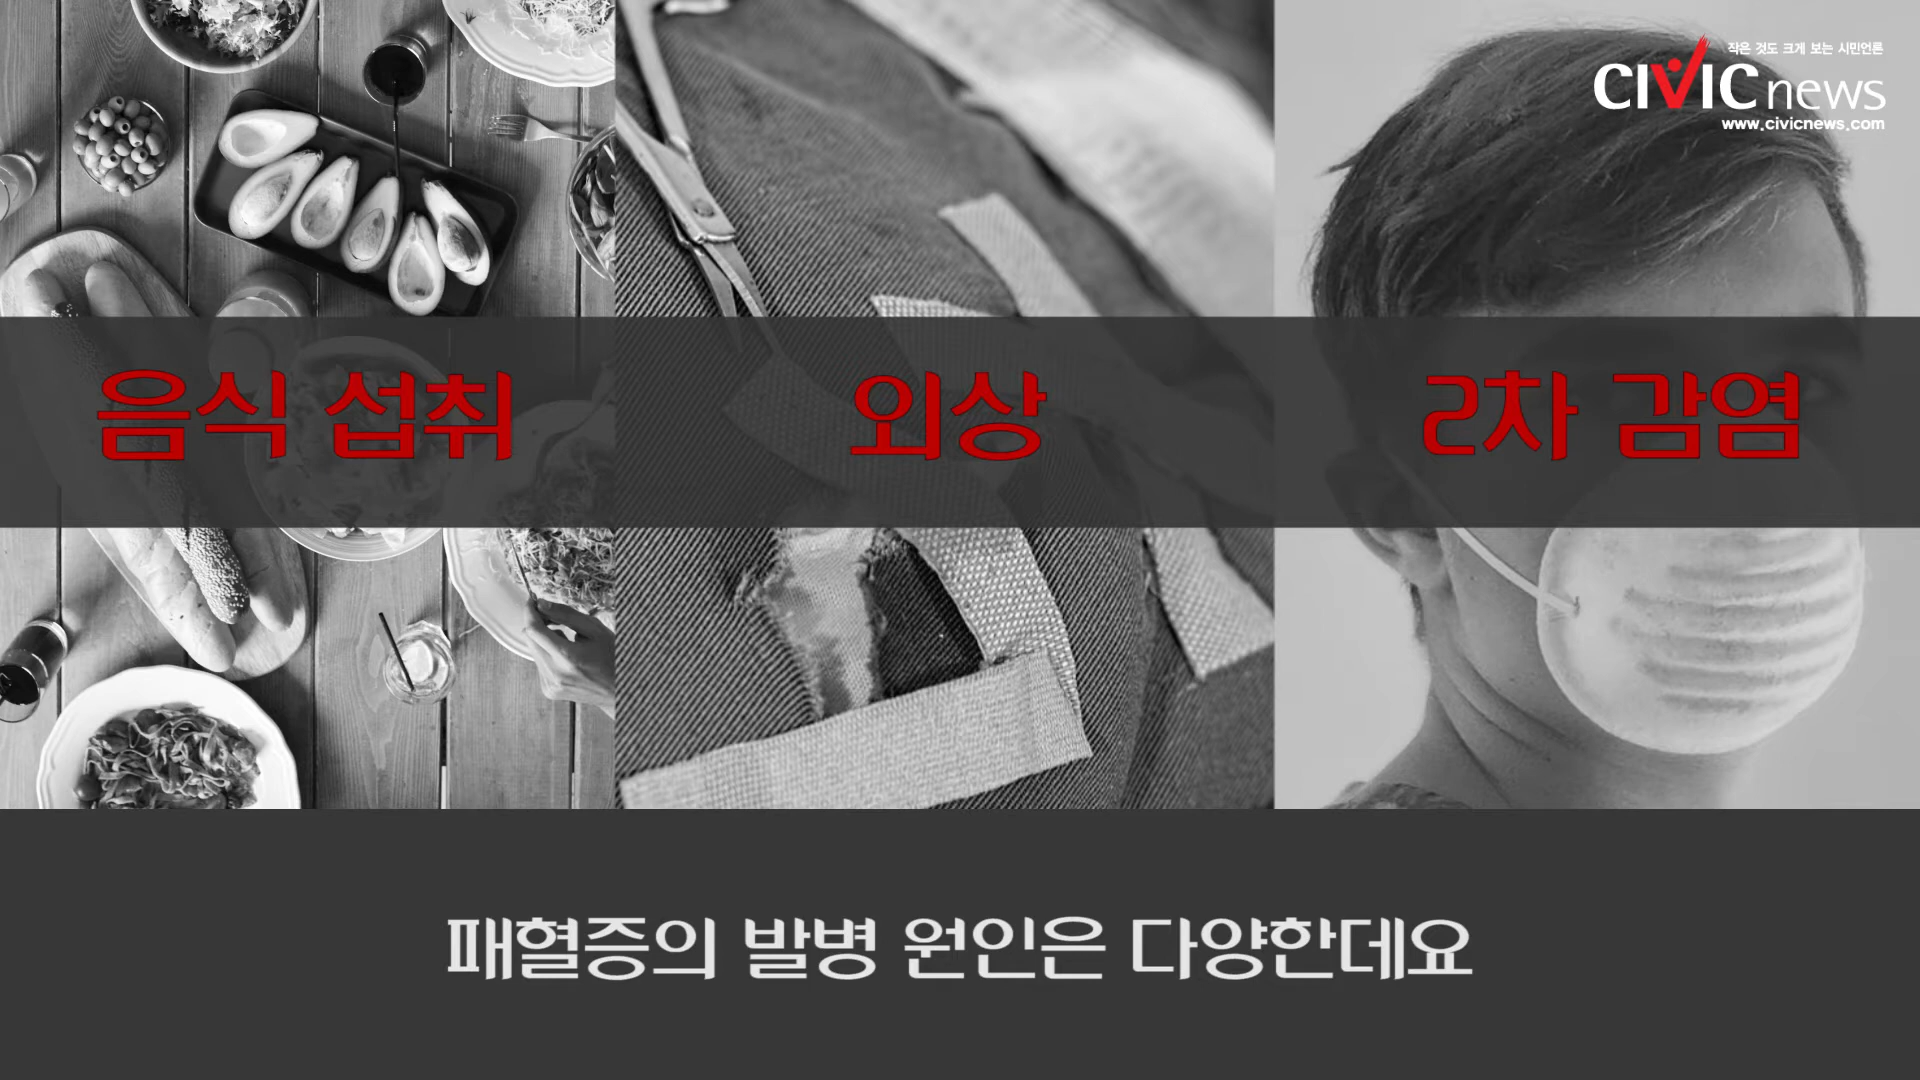 작은 것도 크게 보는 시민언론
CIVIC news
www.civicnews.com
음식 섭취
외상
2차 감염
패혈증의 발병 원인은 다양한데요